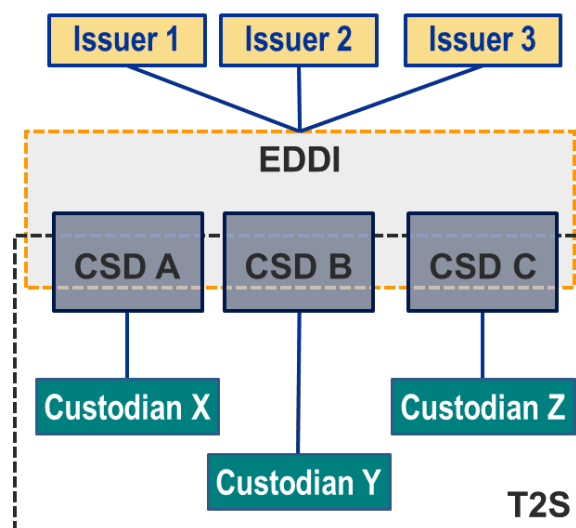 Issuer 1
Issuer 2
Issuer 3
EDDI
CSD A
CSD B
CSD C
Custodian X
Custodian Z
Custodian Y
T2S